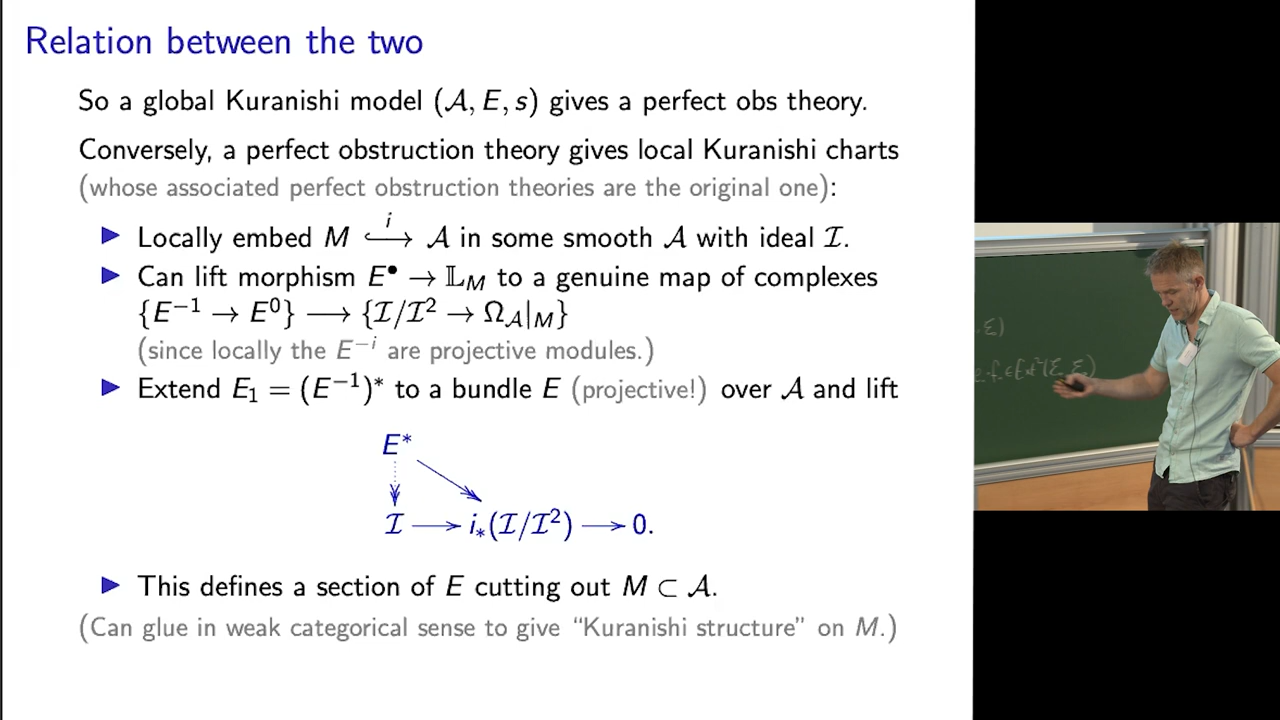 Relation between the two
So a global Kuranishi model (𝒜, E, s) gives a perfect obs theory.
Conversely, a perfect obstruction theory gives local Kuranishi charts
(whose associated perfect obstruction theories are the original one):
▶ Locally embed M ↪ᶦ 𝒜 in some smooth 𝒜 with ideal ℐ.
▶ Can lift morphism E• → 𝕃_M to a genuine map of complexes
{E⁻¹ → E⁰} ⟶ {ℐ/ℐ² → Ω_𝒜|_M}
(since locally the E⁻ⁱ are projective modules.)
▶ Extend E₁ = (E⁻¹)* to a bundle E (projective!) over 𝒜 and lift
E*
ℐ ⟶ i_*(ℐ/ℐ²) ⟶ 0.
▶ This defines a section of E cutting out M ⊂ 𝒜.
(Can glue in weak categorical sense to give “Kuranishi structure” on M.)